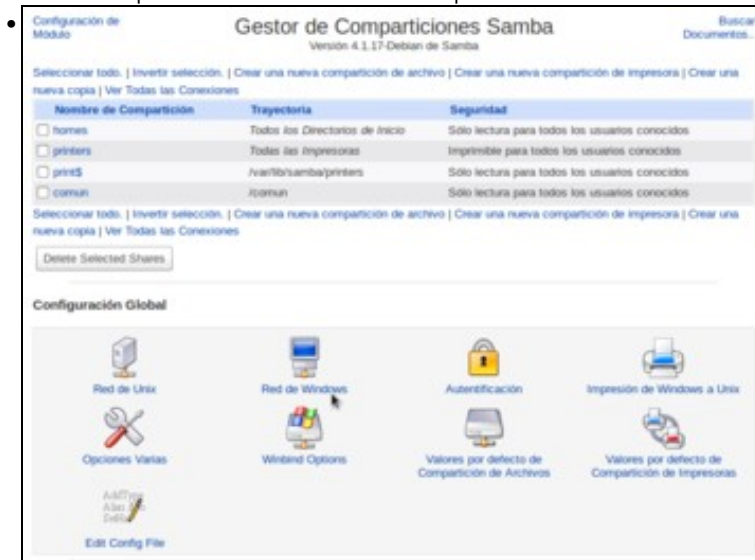 Configuración de
Módulo
Gestor de Comparticiones Samba
Versión 4.1.17-Debian de Samba
Buscar
Documentos..
Seleccionar todo. | Invertir selección. | Crear una nueva compartición de archivo | Crear una nueva compartición de impresora | Crear una
nueva copia | Ver Todas las Conexiones
Nombre de Compartición Trayectoria Seguridad
homes Todos los Directorios de Inicio Sólo lectura para todos los usuarios conocidos
printers Todas las Impresoras Imprimible para todos los usuarios conocidos
print$ /var/lib/samba/printers Sólo lectura para todos los usuarios conocidos
comun /comun Sólo lectura para todos los usuarios conocidos
Seleccionar todo. | Invertir selección. | Crear una nueva compartición de archivo | Crear una nueva compartición de impresora | Crear una
nueva copia | Ver Todas las Conexiones
Delete Selected Shares
Configuración Global
Red de Unix Red de Windows Autentificación Impresión de Windows a Unix
Opciones Varias Winbind Options Valores por defecto de
Compartición de Archivos Valores por defecto de
Compartición de Impresoras
Edit Config File